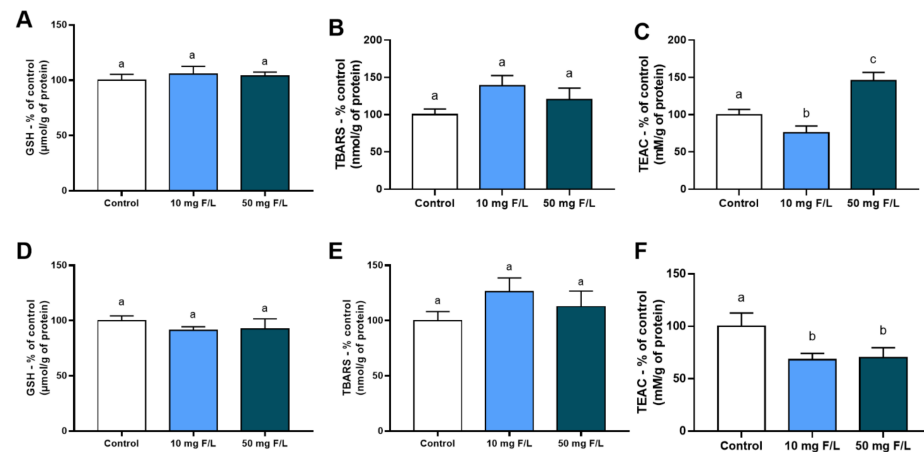 A
GSH - % of control
(µmol/g of protein)
150
100
50
0
a
a
a
Control
10 mg F/L
50 mg F/L
B
TBARS - % control
(nmol/g of protein)
200
150
100
50
0
a
a
a
Control
10 mg F/L
50 mg F/L
C
TEAC - % of control
(mM/g of protein)
200
150
100
50
0
a
b
c
Control
10 mg F/L
50 mg F/L
D
GSH - % of control
(µmol/g of protein)
150
100
50
0
a
a
a
Control
10 mg F/L
50 mg F/L
E
TBARS - % of control
(nmol/g of protein)
150
100
50
0
a
a
a
Control
10 mg F/L
50 mg F/L
F
TEAC - % of control
(mM/g of protein)
150
100
50
0
a
b
b
Control
10 mg F/L
50 mg F/L